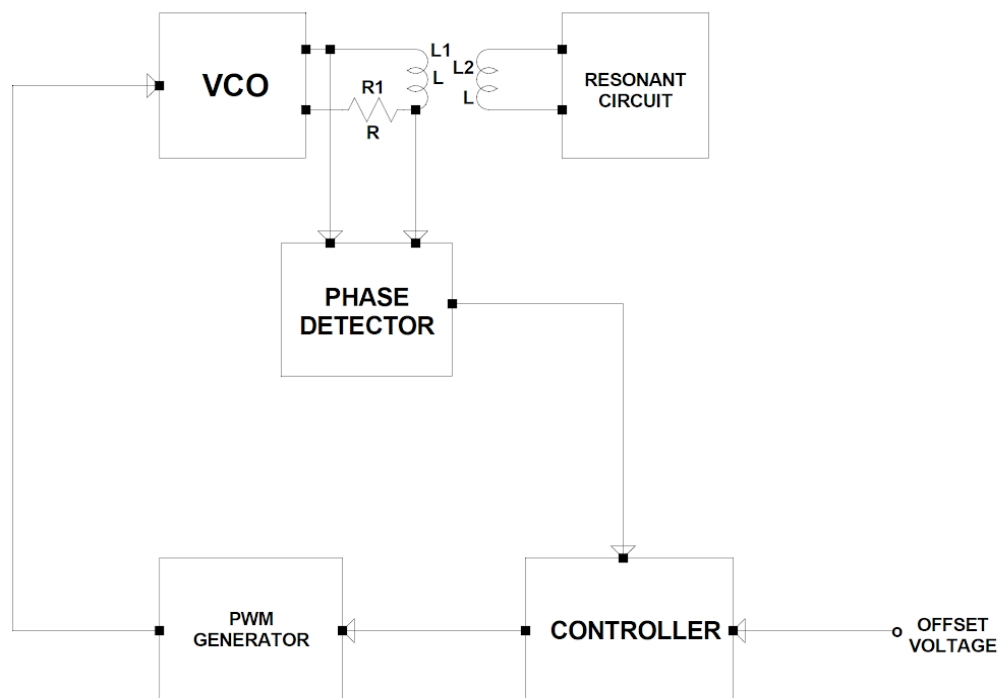 VCO
R1
R
L1
L
L2
L
RESONANT
CIRCUIT
PHASE
DETECTOR
PWM
GENERATOR
CONTROLLER
OFFSET
VOLTAGE